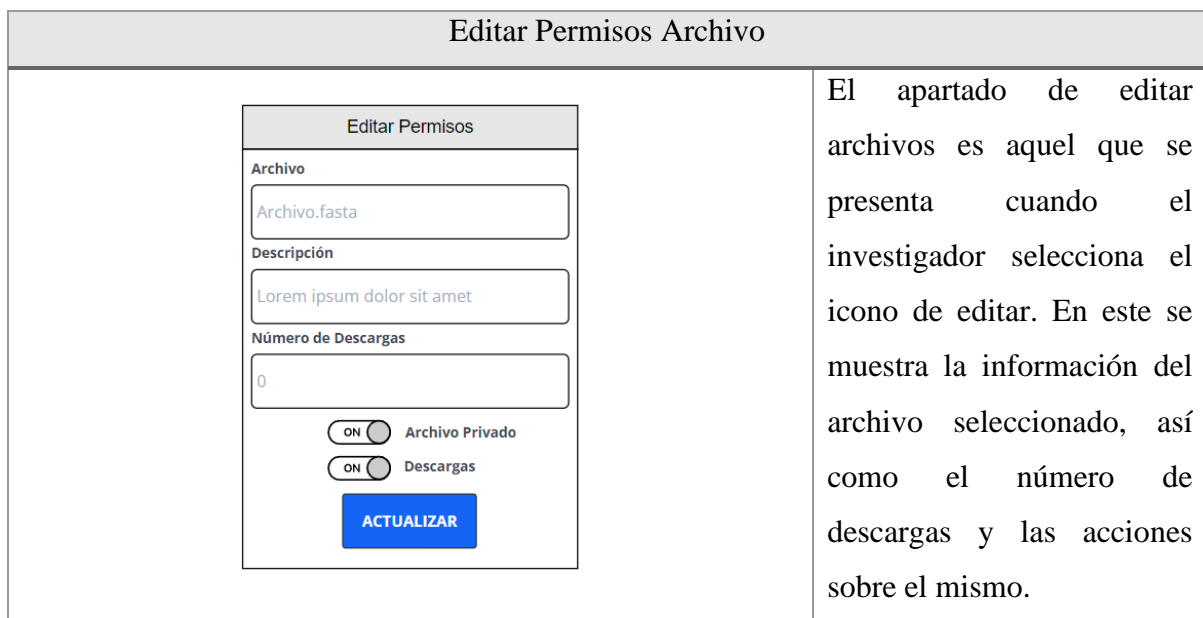 Editar Permisos Archivo
Editar Permisos
Archivo
Archivo.fasta
Descripción
Lorem ipsum dolor sit amet
Número de Descargas
0
ON Archivo Privado
ON Descargas
ACTUALIZAR
El apartado de editar
archivos es aquel que se
presenta cuando el
investigador selecciona el
icono de editar. En este se
muestra la información del
archivo seleccionado, así
como el número de
descargas y las acciones
sobre el mismo.